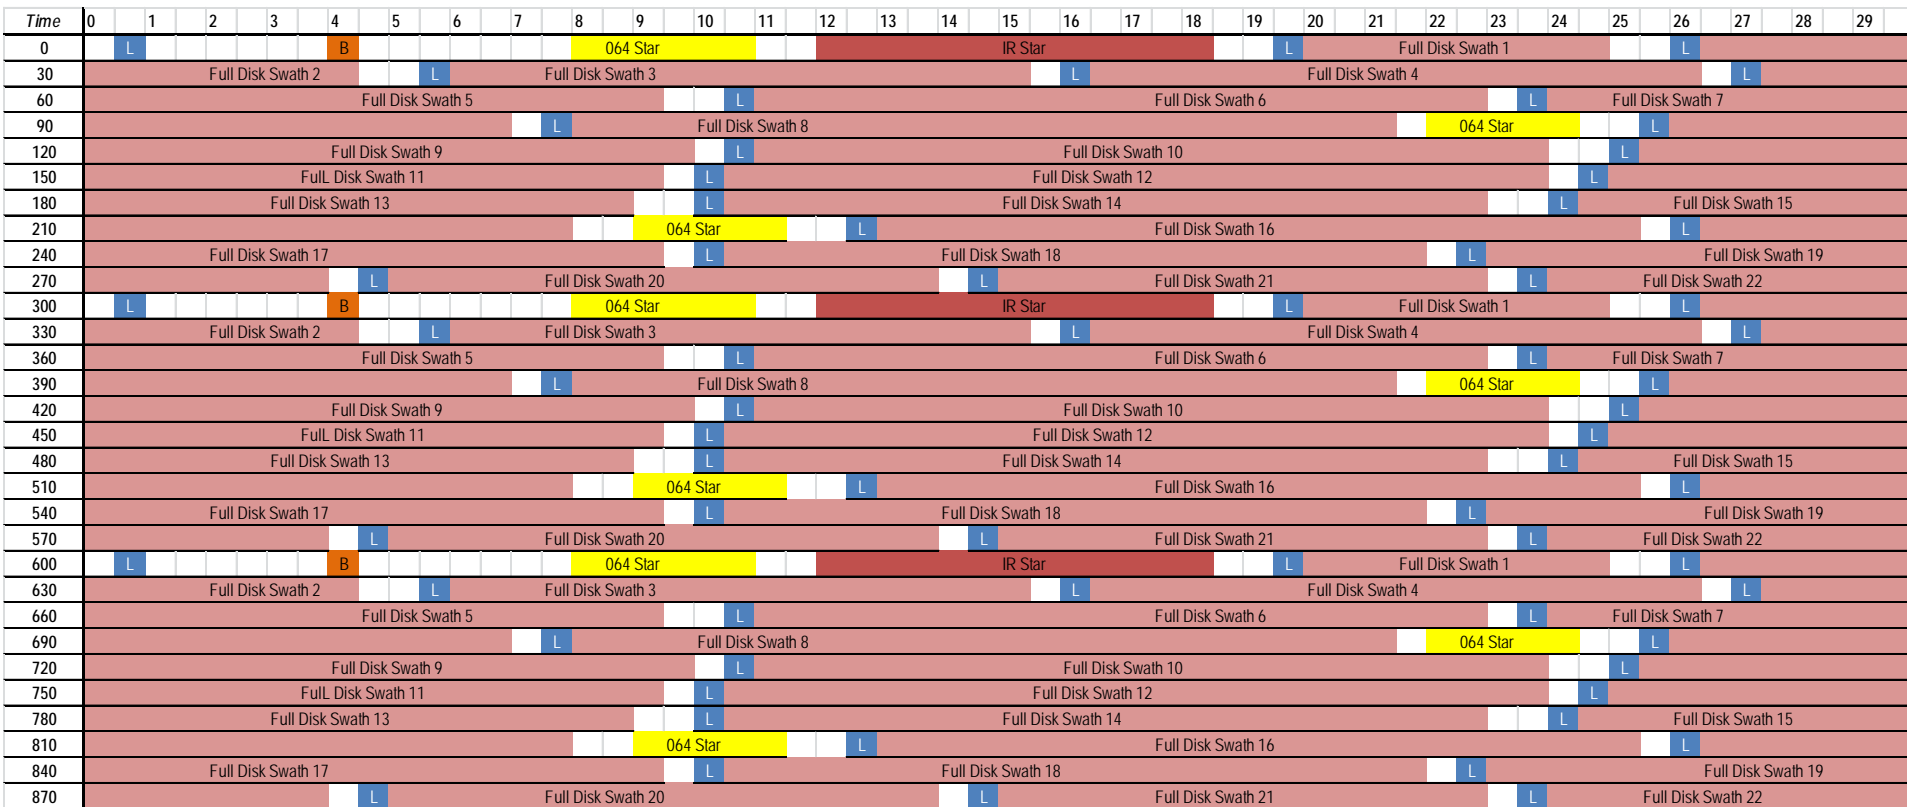 Time 0 1 2 3 4 5 6 7 8 9 10 11 12 13 14 15 16 17 18 19 20 21 22 23 24 25 26 27 28 29
0 L B 064 Star IR Star L Full Disk Swath 1 L
30 Full Disk Swath 2 L Full Disk Swath 3 L Full Disk Swath 4 L
60 Full Disk Swath 5 L Full Disk Swath 6 L Full Disk Swath 7
90 L Full Disk Swath 8 064 Star L
120 Full Disk Swath 9 L Full Disk Swath 10 L
150 FulL Disk Swath 11 L Full Disk Swath 12 L
180 Full Disk Swath 13 L Full Disk Swath 14 L Full Disk Swath 15
210 064 Star L Full Disk Swath 16 L
240 Full Disk Swath 17 L Full Disk Swath 18 L Full Disk Swath 19
270 L Full Disk Swath 20 L Full Disk Swath 21 L Full Disk Swath 22
300 L B 064 Star IR Star L Full Disk Swath 1 L
330 Full Disk Swath 2 L Full Disk Swath 3 L Full Disk Swath 4 L
360 Full Disk Swath 5 L Full Disk Swath 6 L Full Disk Swath 7
390 L Full Disk Swath 8 064 Star L
420 Full Disk Swath 9 L Full Disk Swath 10 L
450 FulL Disk Swath 11 L Full Disk Swath 12 L
480 Full Disk Swath 13 L Full Disk Swath 14 L Full Disk Swath 15
510 064 Star L Full Disk Swath 16 L
540 Full Disk Swath 17 L Full Disk Swath 18 L Full Disk Swath 19
570 L Full Disk Swath 20 L Full Disk Swath 21 L Full Disk Swath 22
600 L B 064 Star IR Star L Full Disk Swath 1 L
630 Full Disk Swath 2 L Full Disk Swath 3 L Full Disk Swath 4 L
660 Full Disk Swath 5 L Full Disk Swath 6 L Full Disk Swath 7
690 L Full Disk Swath 8 064 Star L
720 Full Disk Swath 9 L Full Disk Swath 10 L
750 FulL Disk Swath 11 L Full Disk Swath 12 L
780 Full Disk Swath 13 L Full Disk Swath 14 L Full Disk Swath 15
810 064 Star L Full Disk Swath 16 L
840 Full Disk Swath 17 L Full Disk Swath 18 L Full Disk Swath 19
870 L Full Disk Swath 20 L Full Disk Swath 21 L Full Disk Swath 22